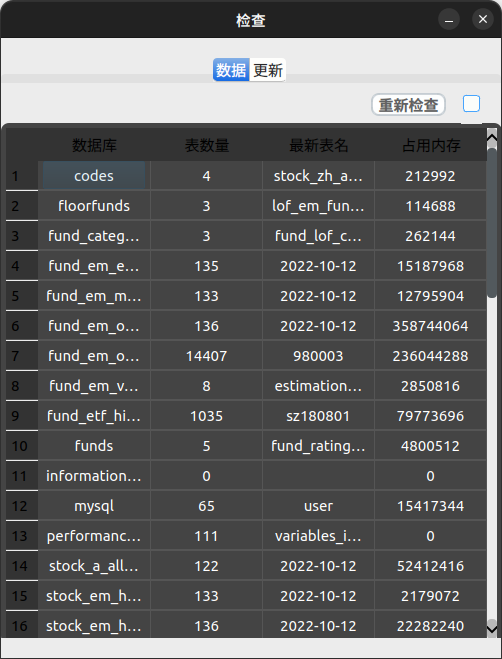 检查
数据 更新
重新检查
数据库 表数量 最新表名 占用内存
1 codes 4 stock_zh_a... 212992
2 floorfunds 3 lof_em_fun... 114688
3 fund_categ... 3 fund_lof_c... 262144
4 fund_em_e... 135 2022-10-12 15187968
5 fund_em_m... 133 2022-10-12 12795904
6 fund_em_o... 136 2022-10-12 358744064
7 fund_em_o... 14407 980003 236044288
8 fund_em_v... 8 estimation... 2850816
9 fund_etf_hi... 1035 sz180801 79773696
10 funds 5 fund_rating... 4800512
11 information... 0 0
12 mysql 65 user 15417344
13 performanc... 111 variables_i... 0
14 stock_a_all... 122 2022-10-12 52412416
15 stock_em_h... 133 2022-10-12 2179072
16 stock_em_h... 136 2022-10-12 22282240